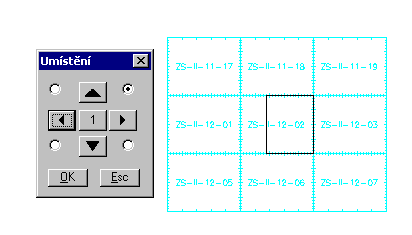 Umístění
1
OK
Esc
ZS-II-11-17 ZS-II-11-18 ZS-II-11-19
ZS-II-12-01 ZS-II-12-02 ZS-II-12-03
ZS-II-12-05 ZS-II-12-06 ZS-II-12-07